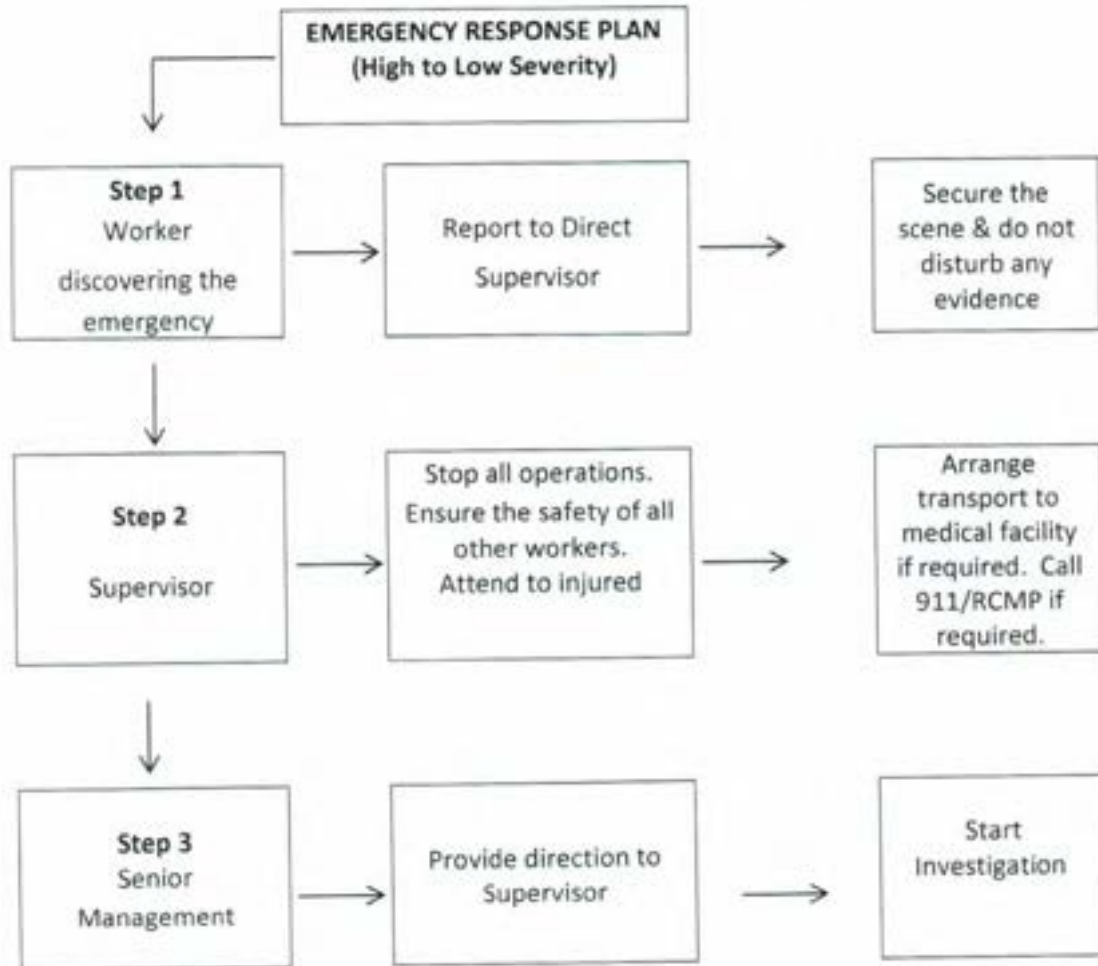 EMERGENCY RESPONSE PLAN
(High to Low Severity)
Step 1
Worker
discovering the
emergency
Report to Direct
Supervisor
Secure the
scene & do not
disturb any
evidence
Step 2
Supervisor
Stop all operations.
Ensure the safety of all
other workers.
Attend to injured
Arrange
transport to
medical facility
if required. Call
911/RCMP if
required.
Step 3
Senior
Management
Provide direction to
Supervisor
Start
Investigation